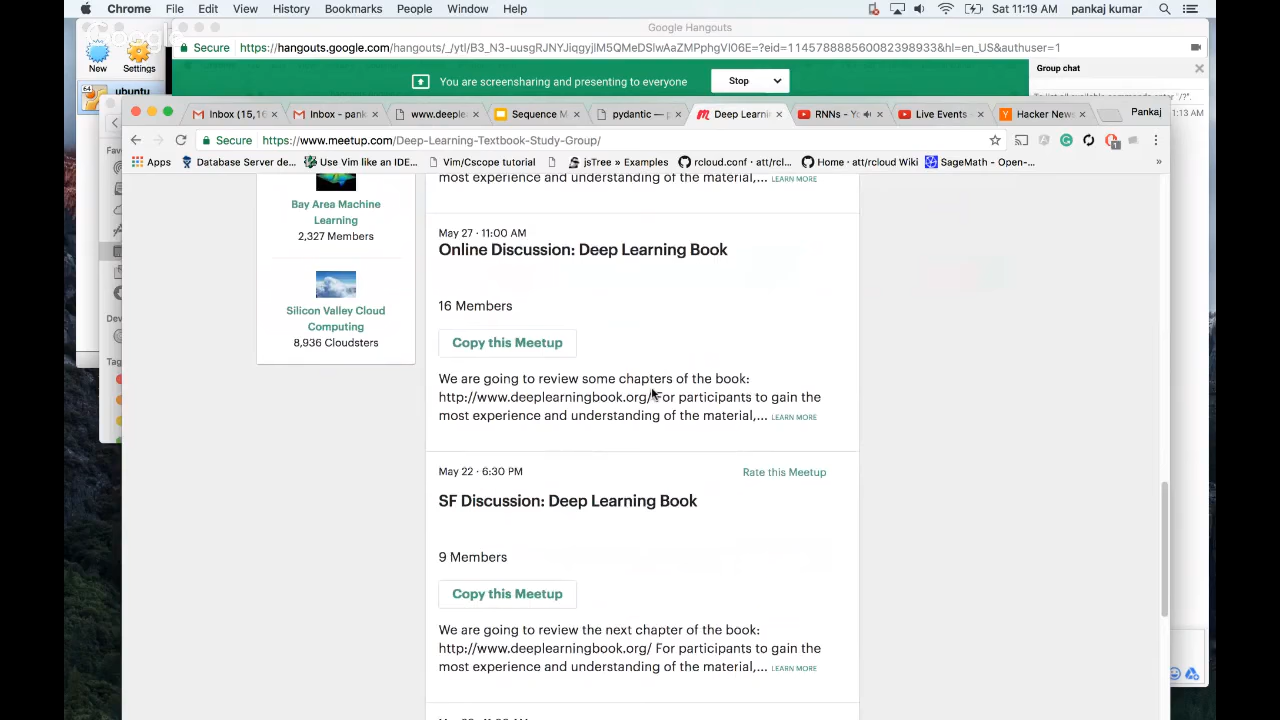 Chrome File Edit View History Bookmarks People Window Help Sat 11:19 AM pankaj kumar
Google Hangouts
Secure https://hangouts.google.com/hangouts/_/ytl/B3_N3-uusgRJNYJiqgyjlM5QMeDSlwAaZMPphgVI06E=?eid=114578988560082398933&hl=en_US&authuser=1
New Settings
You are screensharing and presenting to everyone Stop
Group chat
ubuntu
64
1:13 AM
Inbox (15,1 Inbox - pank www.deeple Sequence M pydantic — Deep Learni RNNs - Yo Live Events Hacker New Pankaj
Secure https://www.meetup.com/Deep-Learning-Textbook-Study-Group/
Apps Database Server de... Use Vim like an IDE... Vim/Cscope tutorial jsTree » Examples rcloud.conf · att/rcl... Home · att/rcloud Wiki SageMath - Open-... »
most experience and understanding of the material,... LEARN MORE
Bay Area Machine
Learning
2,327 Members
Silicon Valley Cloud
Computing
8,936 Cloudsters
May 27 · 11:00 AM
Online Discussion: Deep Learning Book
16 Members
Copy this Meetup
We are going to review some chapters of the book:
http://www.deeplearningbook.org/ For participants to gain the
most experience and understanding of the material,... LEARN MORE
May 22 · 6:30 PM Rate this Meetup
SF Discussion: Deep Learning Book
9 Members
Copy this Meetup
We are going to review the next chapter of the book:
http://www.deeplearningbook.org/ For participants to gain the
most experience and understanding of the material,... LEARN MORE